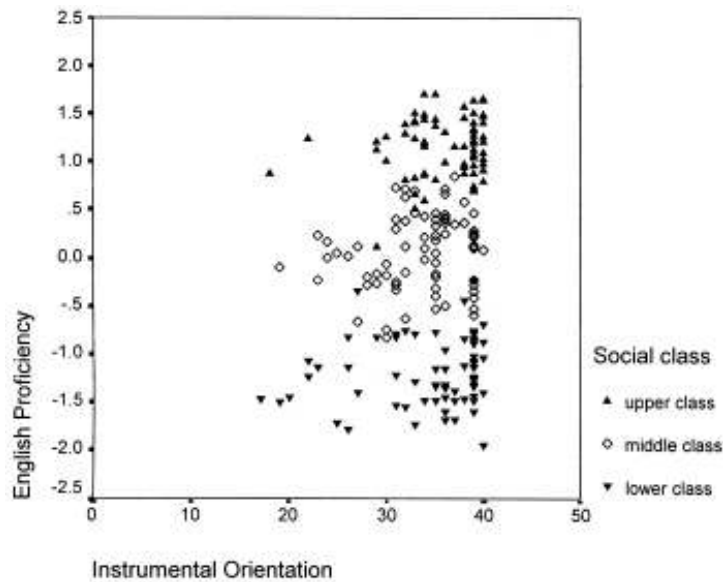 2.5
2.0
1.5
1.0
.5
0.0
-.5
-1.0
-1.5
-2.0
-2.5
English Proficiency
0
10
20
30
40
50
Instrumental Orientation
Social class
upper class
middle class
lower class